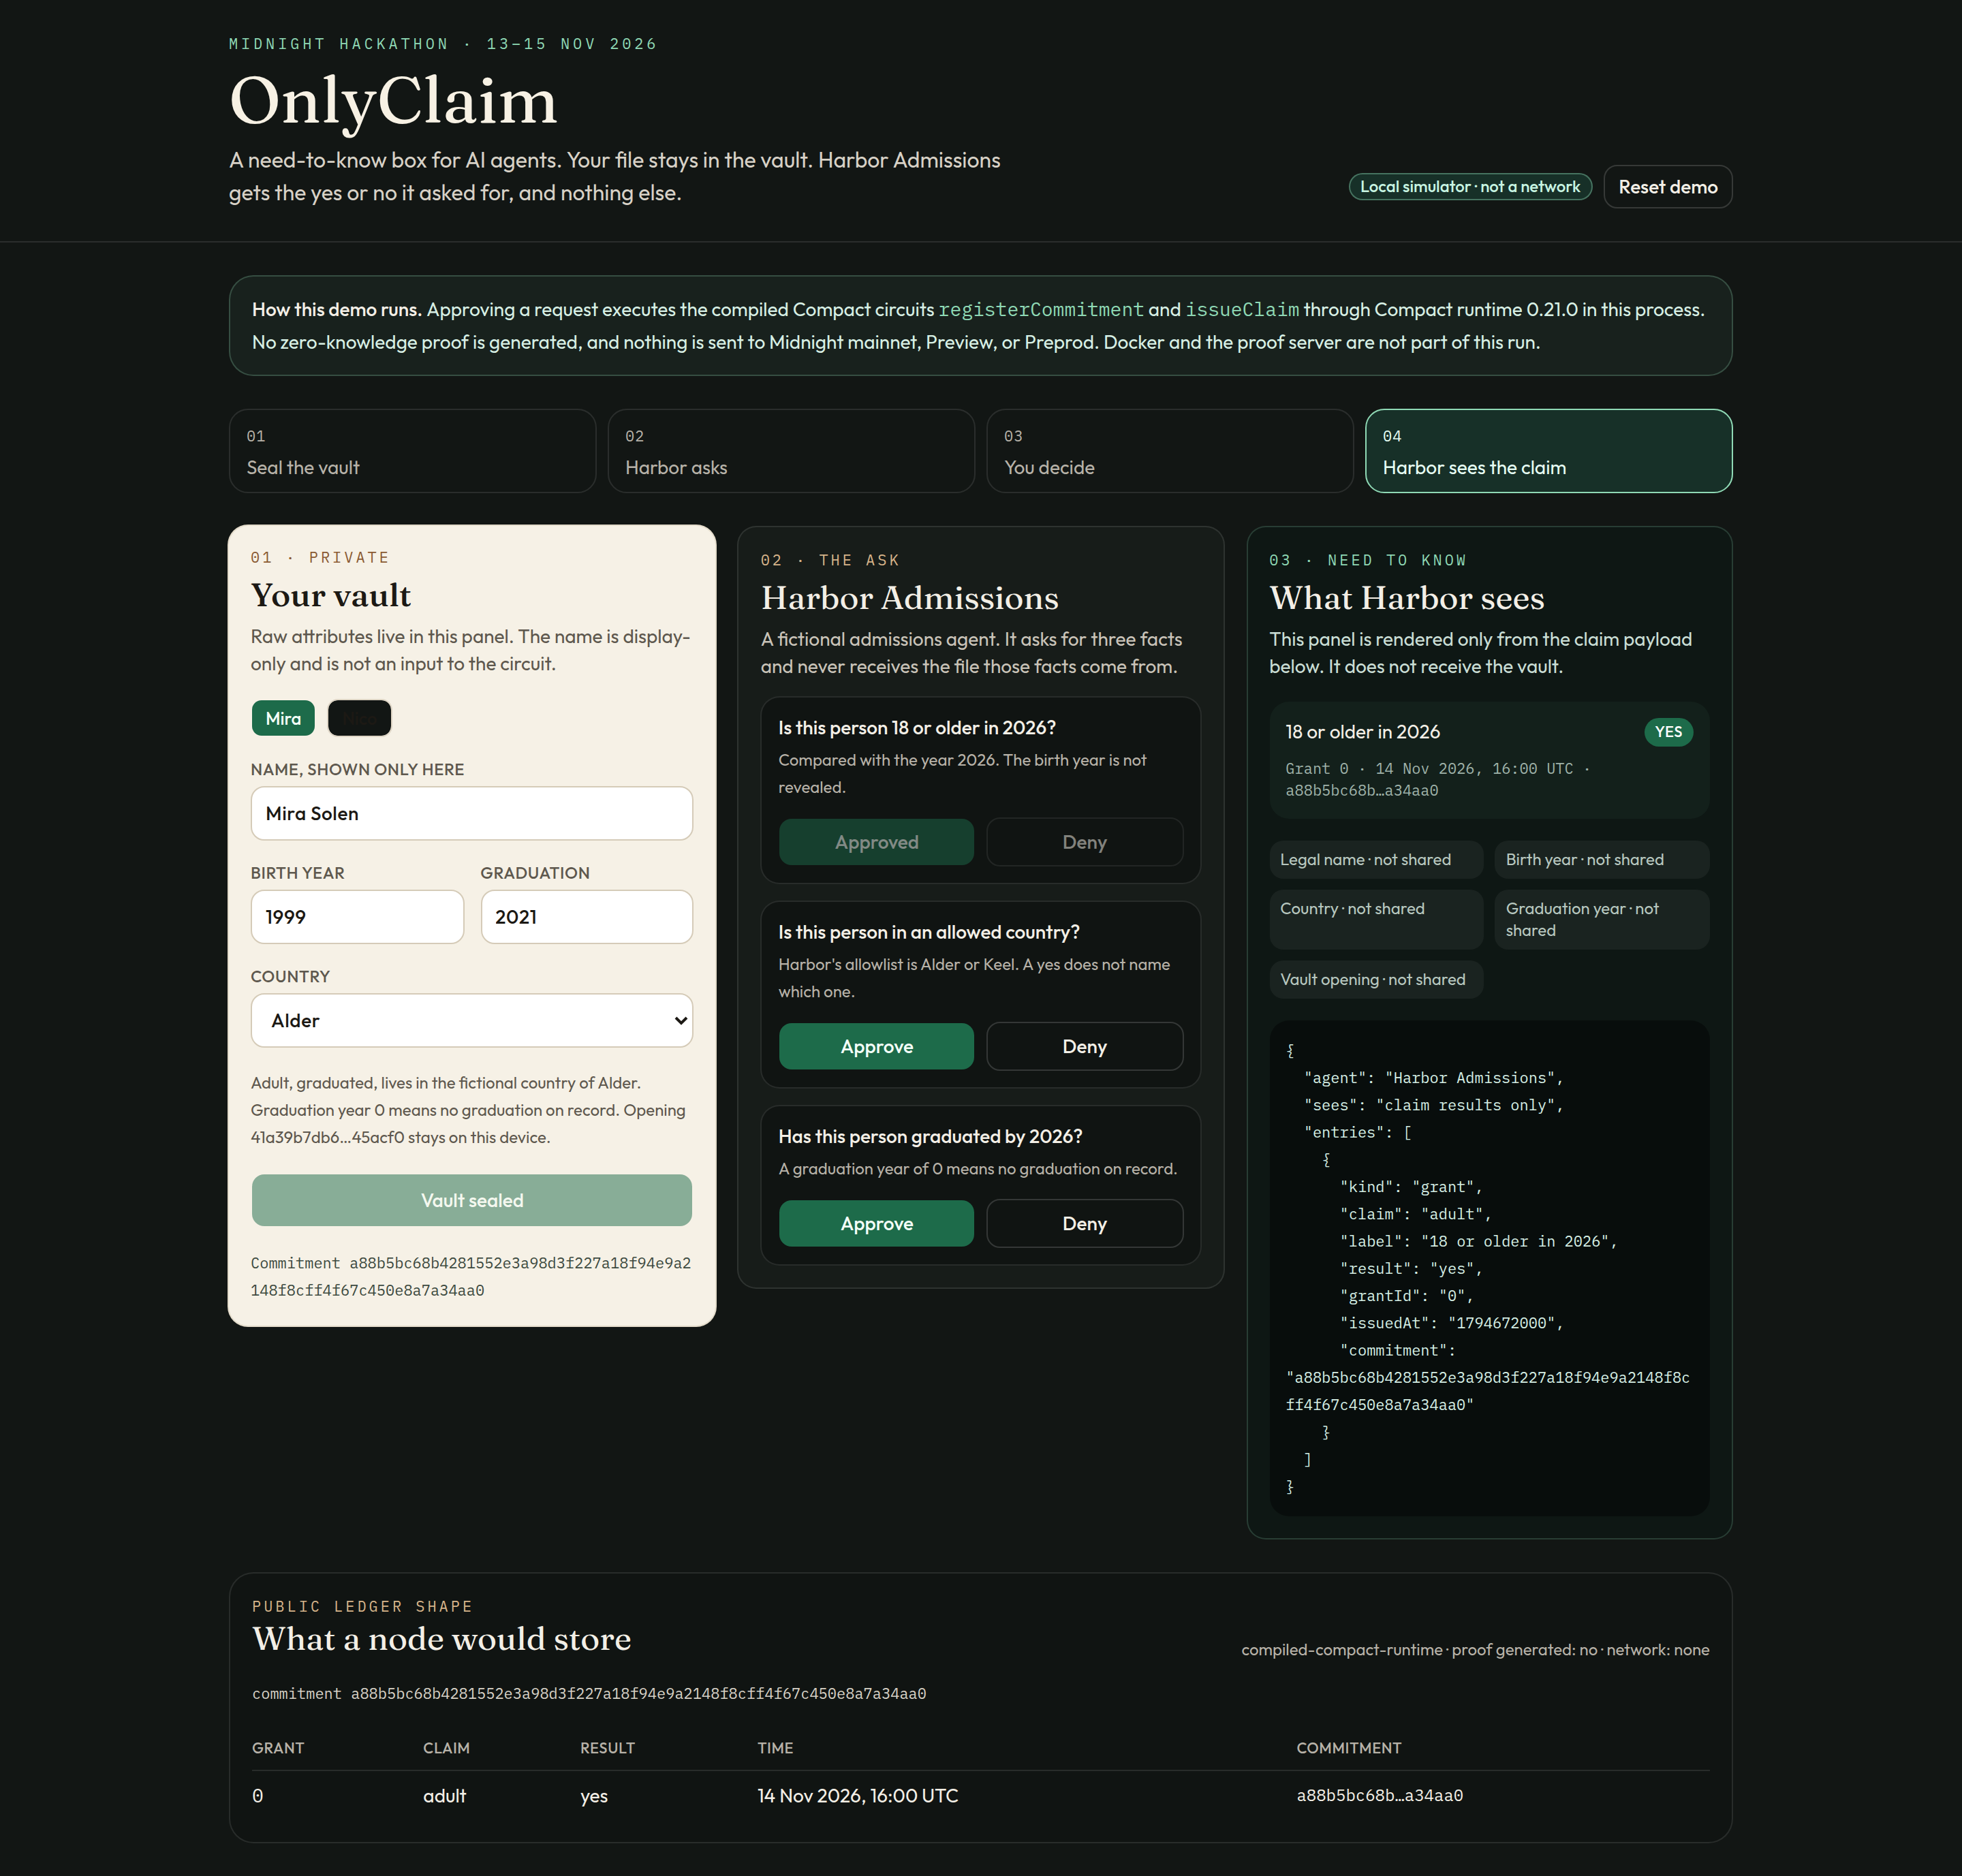 MIDNIGHT HACKATHON · 13–15 NOV 2026
OnlyClaim
A need-to-know box for AI agents. Your file stays in the vault. Harbor Admissions
gets the yes or no it asked for, and nothing else.
Local simulator · not a network
Reset demo
How this demo runs. Approving a request executes the compiled Compact circuits registerCommitment and issueClaim through Compact runtime 0.21.0 in this process.
No zero-knowledge proof is generated, and nothing is sent to Midnight mainnet, Preview, or Preprod. Docker and the proof server are not part of this run.
01
Seal the vault
02
Harbor asks
03
You decide
04
Harbor sees the claim
01 · PRIVATE
Your vault
Raw attributes live in this panel. The name is display-
only and is not an input to the circuit.
Mira
Nico
NAME, SHOWN ONLY HERE
Mira Solen
BIRTH YEAR
GRADUATION
1999
2021
COUNTRY
Alder
Adult, graduated, lives in the fictional country of Alder.
Graduation year 0 means no graduation on record. Opening
41a39b7db6…45acf0 stays on this device.
Vault sealed
Commitment a88b5bc68b4281552e3a98d3f227a18f94e9a2
148f8cff4f67c450e8a7a34aa0
02 · THE ASK
Harbor Admissions
A fictional admissions agent. It asks for three facts
and never receives the file those facts come from.
Is this person 18 or older in 2026?
Compared with the year 2026. The birth year is not
revealed.
Approved
Deny
Is this person in an allowed country?
Harbor's allowlist is Alder or Keel. A yes does not name
which one.
Approve
Deny
Has this person graduated by 2026?
A graduation year of 0 means no graduation on record.
Approve
Deny
03 · NEED TO KNOW
What Harbor sees
This panel is rendered only from the claim payload
below. It does not receive the vault.
18 or older in 2026
YES
Grant 0 · 14 Nov 2026, 16:00 UTC ·
a88b5bc68b…a34aa0
Legal name · not shared
Birth year · not shared
Country · not shared
Graduation year · not
shared
Vault opening · not shared
{
"agent": "Harbor Admissions",
"sees": "claim results only",
"entries": [
{
"kind": "grant",
"claim": "adult",
"label": "18 or older in 2026",
"result": "yes",
"grantId": "0",
"issuedAt": "1794672000",
"commitment":
"a88b5bc68b4281552e3a98d3f227a18f94e9a2148f8c
ff4f67c450e8a7a34aa0"
}
]
}
PUBLIC LEDGER SHAPE
What a node would store
compiled-compact-runtime · proof generated: no · network: none
commitment a88b5bc68b4281552e3a98d3f227a18f94e9a2148f8cff4f67c450e8a7a34aa0
GRANT
CLAIM
RESULT
TIME
COMMITMENT
0
adult
yes
14 Nov 2026, 16:00 UTC
a88b5bc68b…a34aa0